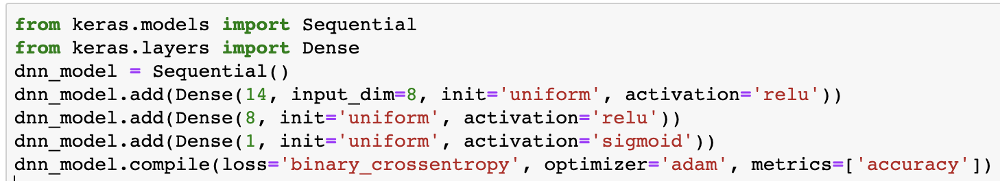 from keras.models import Sequential
from keras.layers import Dense
dnn_model = Sequential()
dnn_model.add(Dense(14, input_dim=8, init='uniform', activation='relu'))
dnn_model.add(Dense(8, init='uniform', activation='relu'))
dnn_model.add(Dense(1, init='uniform', activation='sigmoid'))
dnn_model.compile(loss='binary_crossentropy', optimizer='adam', metrics=['accuracy'])